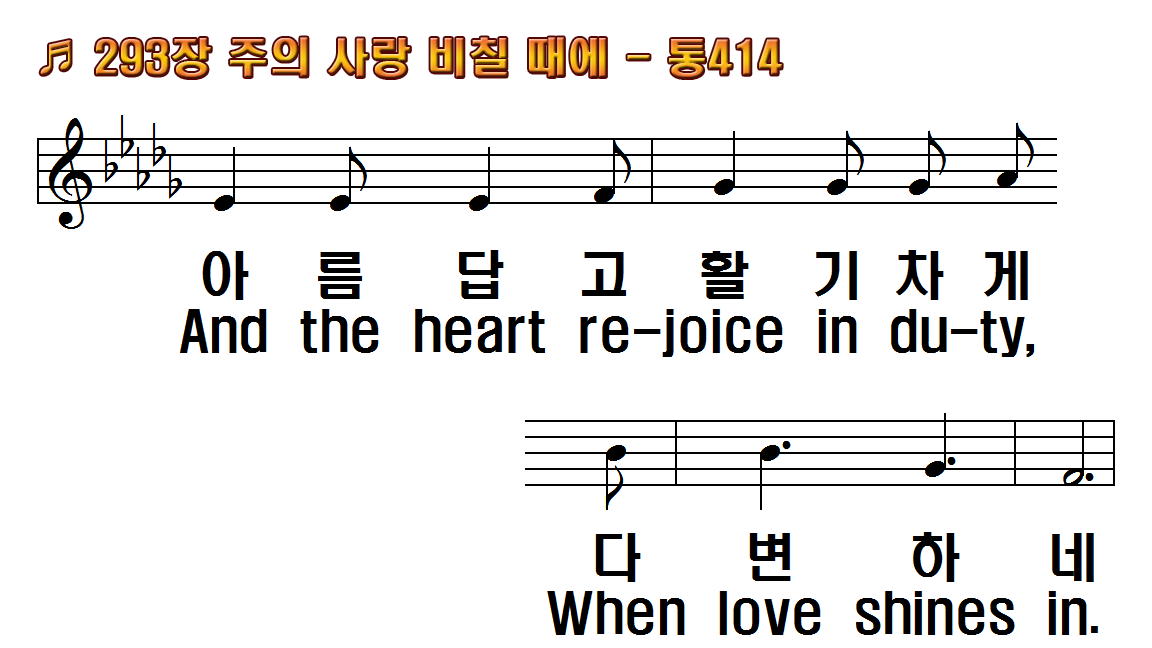 ♬ 293장 주의 사랑 비칠 때에 - 통414
아 름 답 고 활 기 차 게
And the heart re-joice in du-ty,
다 변 하 네
When love shines in.